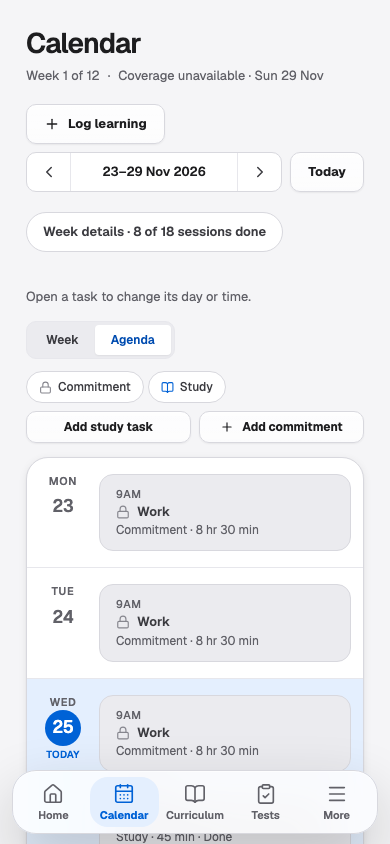 Calendar
Week 1 of 12 · Coverage unavailable · Sun 29 Nov
Log learning
23–29 Nov 2026
Today
Week details · 8 of 18 sessions done
Open a task to change its day or time.
Week
Agenda
Commitment
Study
Add study task
Add commitment
MON
23
9AM
Work
Commitment · 8 hr 30 min
TUE
24
9AM
Work
Commitment · 8 hr 30 min
WED
25
TODAY
9AM
Work
Commitment · 8 hr 30 min
Home
Calendar
Curriculum
Tests
More
Study · 45 min · Done